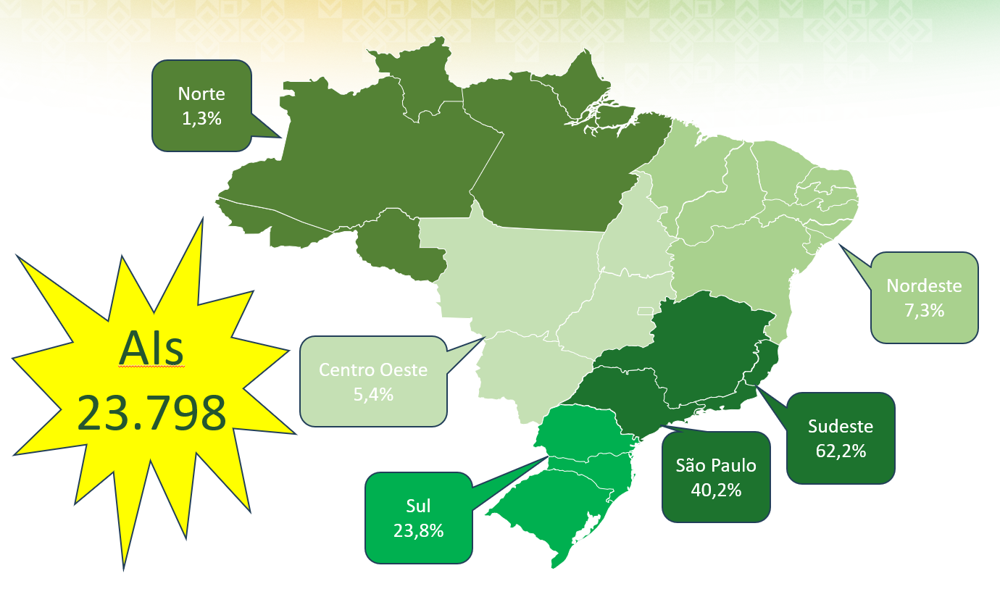 Norte
1,3%
AIs
23.798
Nordeste
7,3%
Centro Oeste
5,4%
Sudeste
62,2%
São Paulo
40,2%
Sul
23,8%